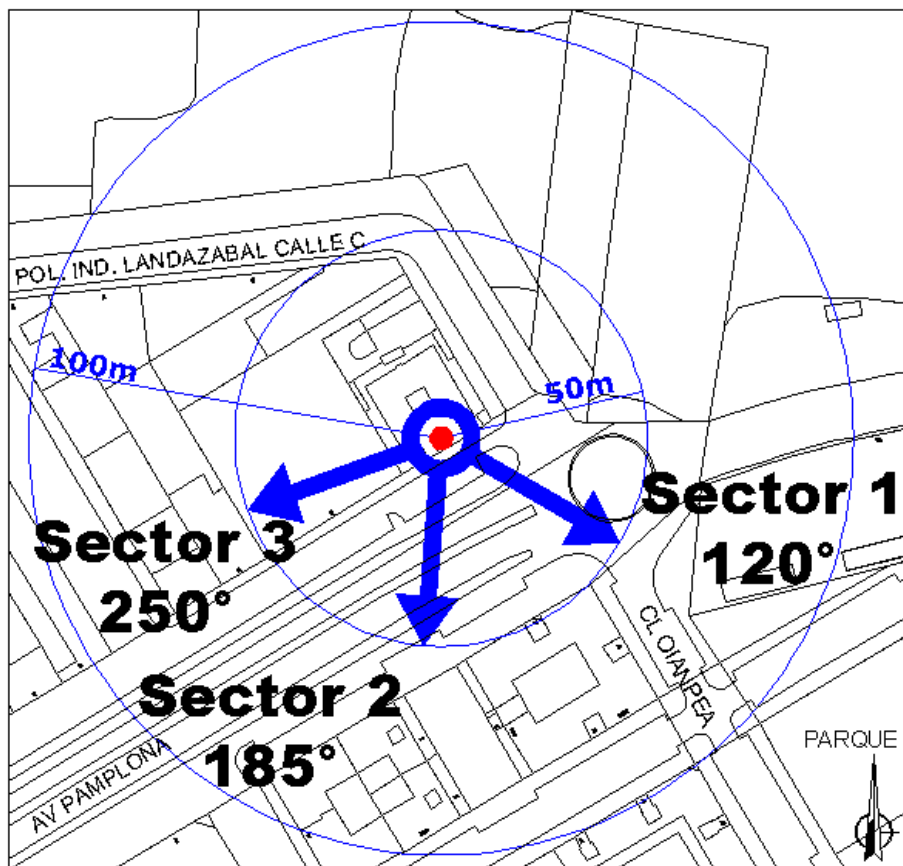 POL. IND. LANDAZABAL CALLE C
100m
50m
Sector 1
120°
Sector 3
250°
Sector 2
185°
CL OIANPEA
AV PAMPLONA
PARQUE